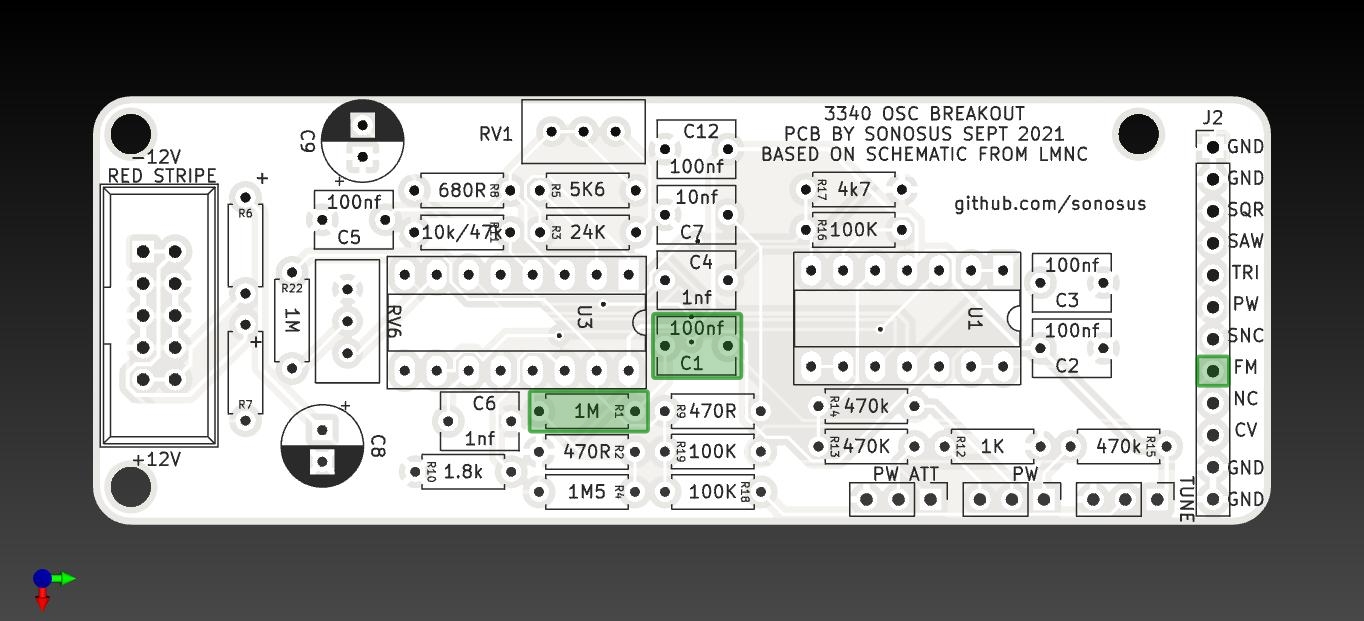 3340 OSC BREAKOUT
PCB BY SONOSUS SEPT 2021
BASED ON SCHEMATIC FROM LMNC
github.com/sonosus
-12V
RED STRIPE
+12V
C9
+
+
R6
+
R7
R22
1M
RV6
+
C8
100nf
C5
RV1
680R R8
R5 5K6
10k/47k
R3 24K
C12
100nf
10nf
C7
C4
1nf
100nf
C1
U3
C6
1nf
R10 1.8k
1M R1
470R R2
1M5 R4
R9 470R
R19 100K
100K R18
R17 4k7
R16 100K
U1
100nf
C3
100nf
C2
R14 470k
R13 470K
R12 1K
470k R15
PW ATT
PW
TUNE
J2
GND
GND
SQR
SAW
TRI
PW
SNC
FM
NC
CV
GND
GND